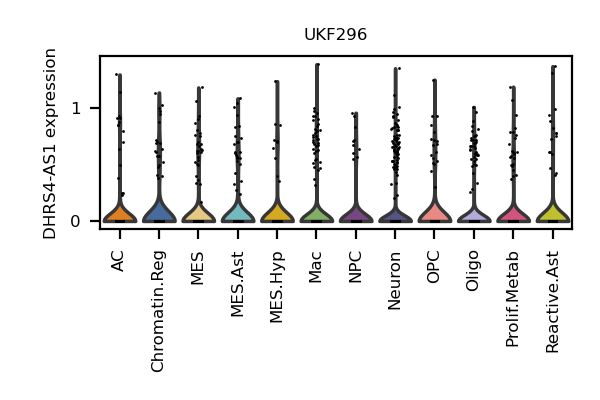 UKF296
DHRS4-AS1 expression
1
0
AC
Chromatin.Reg
MES
MES.Ast
MES.Hyp
Mac
NPC
Neuron
OPC
Oligo
Prolif.Metab
Reactive.Ast